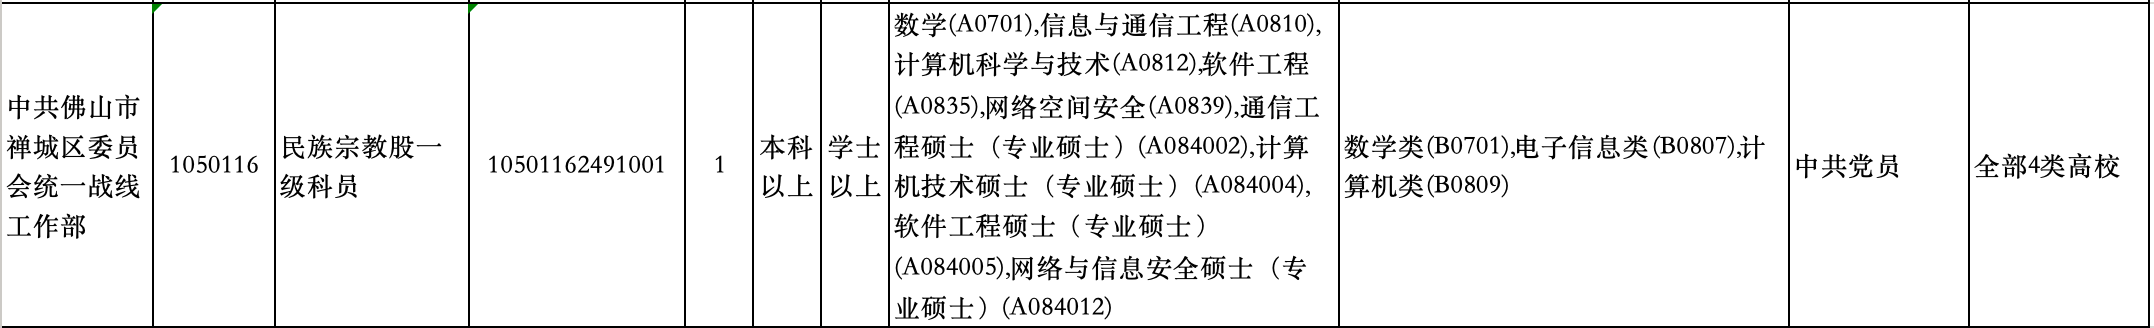 中共佛山市
禅城区委员
会统一战线
工作部
1050116
民族宗教股一
级科员
10501162491001
1
本科
以上
学士
以上
数学(A0701),信息与通信工程(A0810),
计算机科学与技术(A0812),软件工程
(A0835),网络空间安全(A0839),通信工
程硕士（专业硕士）(A084002),计算
机技术硕士（专业硕士）(A084004),
软件工程硕士（专业硕士）
(A084005),网络与信息安全硕士（专
业硕士）(A084012)
数学类(B0701),电子信息类(B0807),计
算机类(B0809)
中共党员
全部4类高校